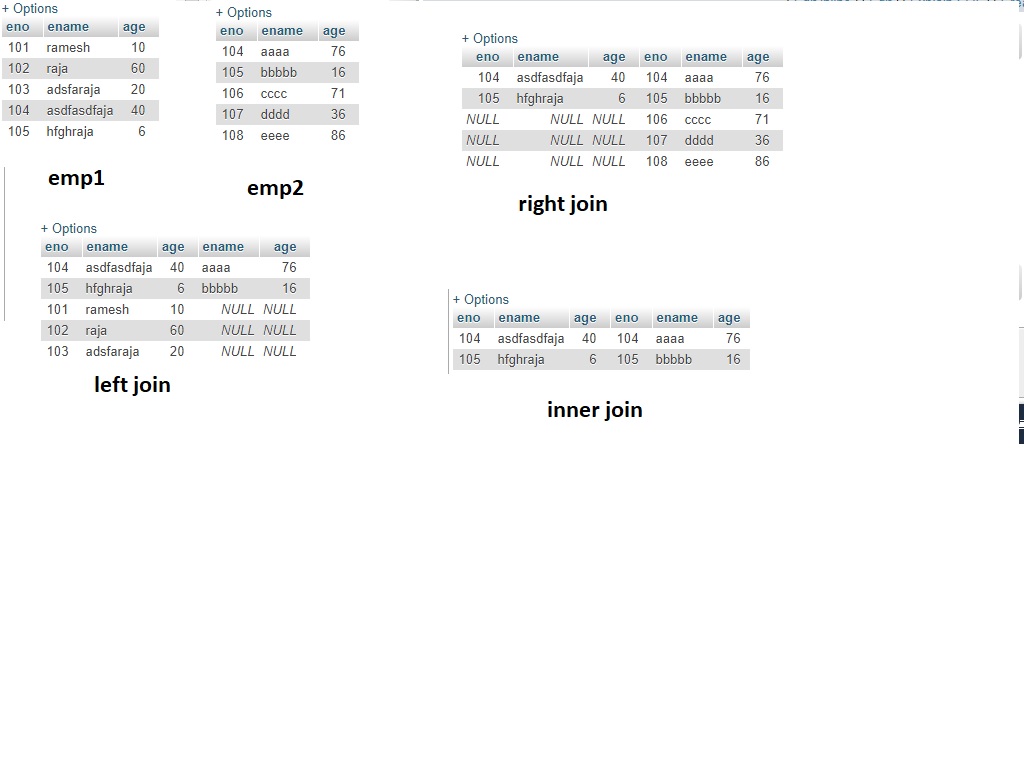 + Options
eno ename age
101 ramesh 10
102 raja 60
103 adsfaraja 20
104 asdfasdfaja 40
105 hfghraja 6
emp1
+ Options
eno ename age
104 aaaa 76
105 bbbbb 16
106 cccc 71
107 dddd 36
108 eeee 86
emp2
+ Options
eno ename age eno ename age
104 asdfasdfaja 40 104 aaaa 76
105 hfghraja 6 105 bbbbb 16
NULL NULL NULL 106 cccc 71
NULL NULL NULL 107 dddd 36
NULL NULL NULL 108 eeee 86
right join
+ Options
eno ename age ename age
104 asdfasdfaja 40 aaaa 76
105 hfghraja 6 bbbbb 16
101 ramesh 10 NULL NULL
102 raja 60 NULL NULL
103 adsfaraja 20 NULL NULL
left join
+ Options
eno ename age eno ename age
104 asdfasdfaja 40 104 aaaa 76
105 hfghraja 6 105 bbbbb 16
inner join